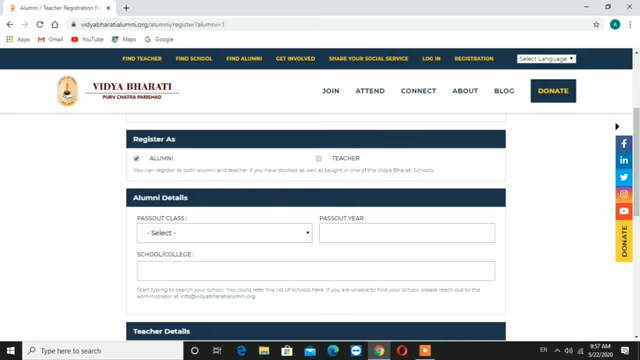 Alumni / Teacher Registration Fo
vidyabharatialumni.org/alumni/register?alumni=1
Apps Gmail YouTube Maps Google
FIND TEACHER FIND SCHOOL FIND ALUMNI GET INVOLVED SHARE YOUR SOCIAL SERVICE LOG IN REGISTRATION Select Language
VIDYA BHARATI
PURV CHATRA PARISHAD
JOIN ATTEND CONNECT ABOUT BLOG DONATE
Register As
ALUMNI TEACHER
You can register as both alumni and teacher if you have studied as well as taught in one of the Vidya Bharati Schools.
Alumni Details
PASSOUT CLASS : PASSOUT YEAR :
- Select -
SCHOOL/COLLEGE :
Start typing to search your school. You could refer the list of schools here. If you are unable to find your school, please reach out to the
administrator at info@vidyabharatialumni.org
Teacher Details
DONATE
Type here to search
EN
9:57 AM
5/22/2020